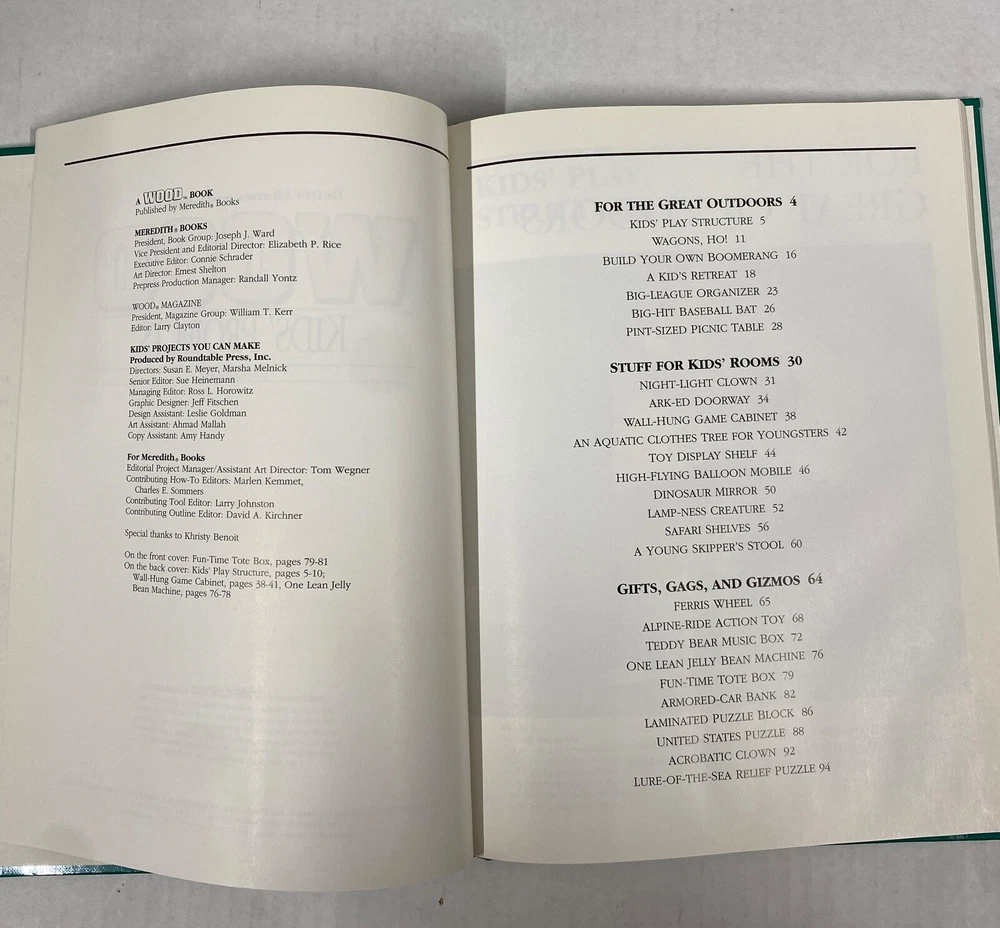 A WOOD™ BOOK
Published by Meredith® Books
MEREDITH® BOOKS
President, Book Group: Joseph J. Ward
Vice President and Editorial Director: Elizabeth P. Rice
Executive Editor: Connie Schrader
Art Director: Ernest Shelton
Prepress Production Manager: Randall Yontz
WOOD® MAGAZINE
President, Magazine Group: William T. Kerr
Editor: Larry Clayton
KIDS' PROJECTS YOU CAN MAKE
Produced by Roundtable Press, Inc.
Directors: Susan E. Meyer, Marsha Melnick
Senior Editor: Sue Heinemann
Managing Editor: Ross L. Horowitz
Graphic Designer: Jeff Fitschen
Design Assistant: Leslie Goldman
Art Assistant: Ahmad Mallah
Copy Assistant: Amy Handy
For Meredith® Books
Editorial Project Manager/Assistant Art Director: Tom Wegner
Contributing How-To Editors: Marlen Kemmet,
Charles E. Sommers
Contributing Tool Editor: Larry Johnston
Contributing Outline Editor: David A. Kirchner
Special thanks to Khristy Benoit
On the front cover: Fun-Time Tote Box, pages 79-81
On the back cover: Kids' Play Structure, pages 5-10;
Wall-Hung Game Cabinet, pages 38-41, One Lean Jelly
Bean Machine, pages 76-78
FOR THE GREAT OUTDOORS 4
KIDS' PLAY STRUCTURE 5
WAGONS, HO! 11
BUILD YOUR OWN BOOMERANG 16
A KID'S RETREAT 18
BIG-LEAGUE ORGANIZER 23
BIG-HIT BASEBALL BAT 26
PINT-SIZED PICNIC TABLE 28
STUFF FOR KIDS' ROOMS 30
NIGHT-LIGHT CLOWN 31
ARK-ED DOORWAY 34
WALL-HUNG GAME CABINET 38
AN AQUATIC CLOTHES TREE FOR YOUNGSTERS 42
TOY DISPLAY SHELF 44
HIGH-FLYING BALLOON MOBILE 46
DINOSAUR MIRROR 50
LAMP-NESS CREATURE 52
SAFARI SHELVES 56
A YOUNG SKIPPER'S STOOL 60
GIFTS, GAGS, AND GIZMOS 64
FERRIS WHEEL 65
ALPINE-RIDE ACTION TOY 68
TEDDY BEAR MUSIC BOX 72
ONE LEAN JELLY BEAN MACHINE 76
FUN-TIME TOTE BOX 79
ARMORED-CAR BANK 82
LAMINATED PUZZLE BLOCK 86
UNITED STATES PUZZLE 88
ACROBATIC CLOWN 92
LURE-OF-THE-SEA RELIEF PUZZLE 94